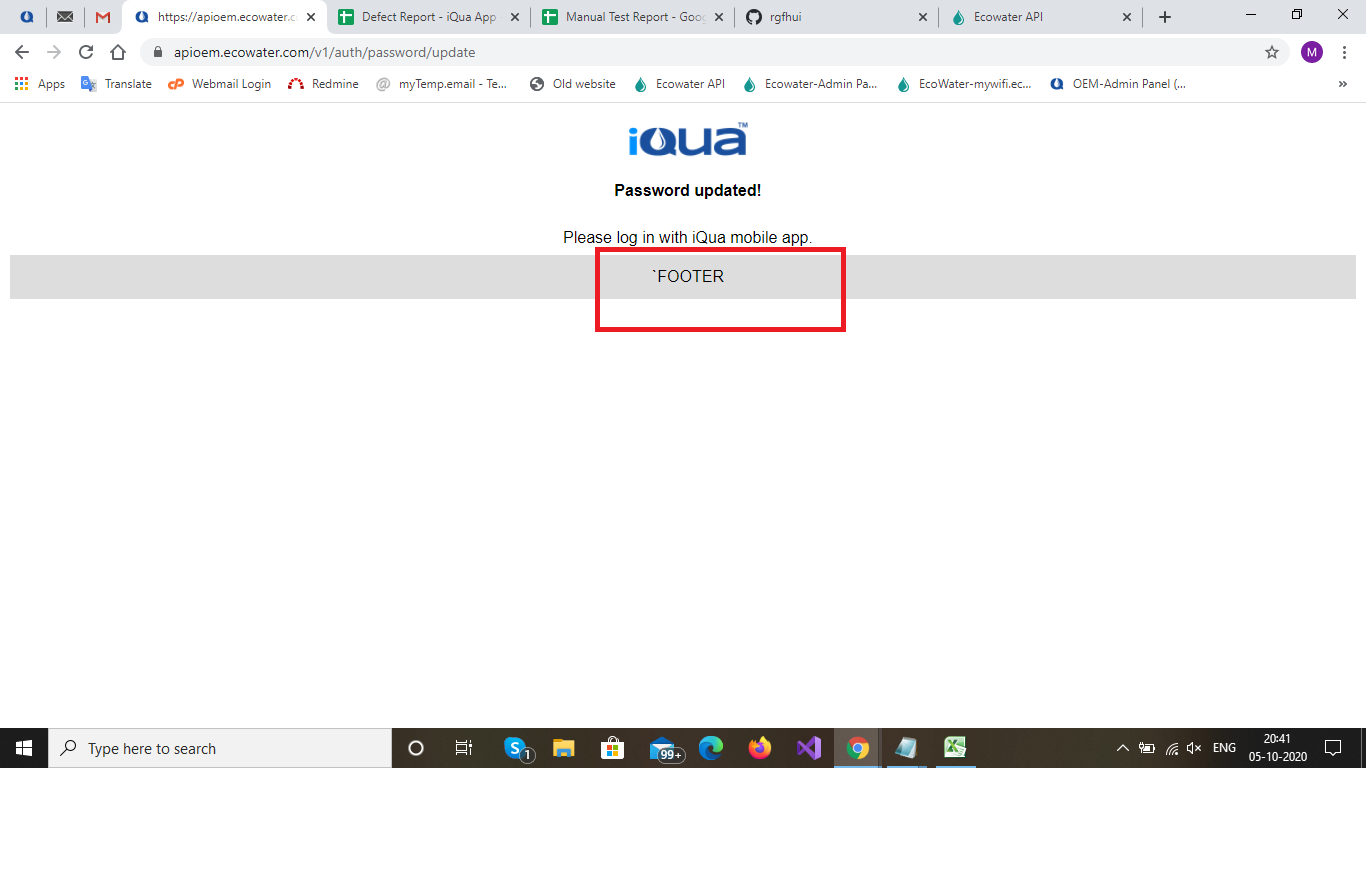 https://apioem.ecowater.c
Defect Report - iQua App
Manual Test Report - Goog
rgfhui
Ecowater API
apioem.ecowater.com/v1/auth/password/update
M
Apps
Translate
Webmail Login
Redmine
myTemp.email - Te...
Old website
Ecowater API
Ecowater-Admin Pa...
EcoWater-mywifi.ec...
OEM-Admin Panel (...
»
iQua™
Password updated!
Please log in with iQua mobile app.
`FOOTER
Type here to search
1
99+
ENG
20:41
05-10-2020